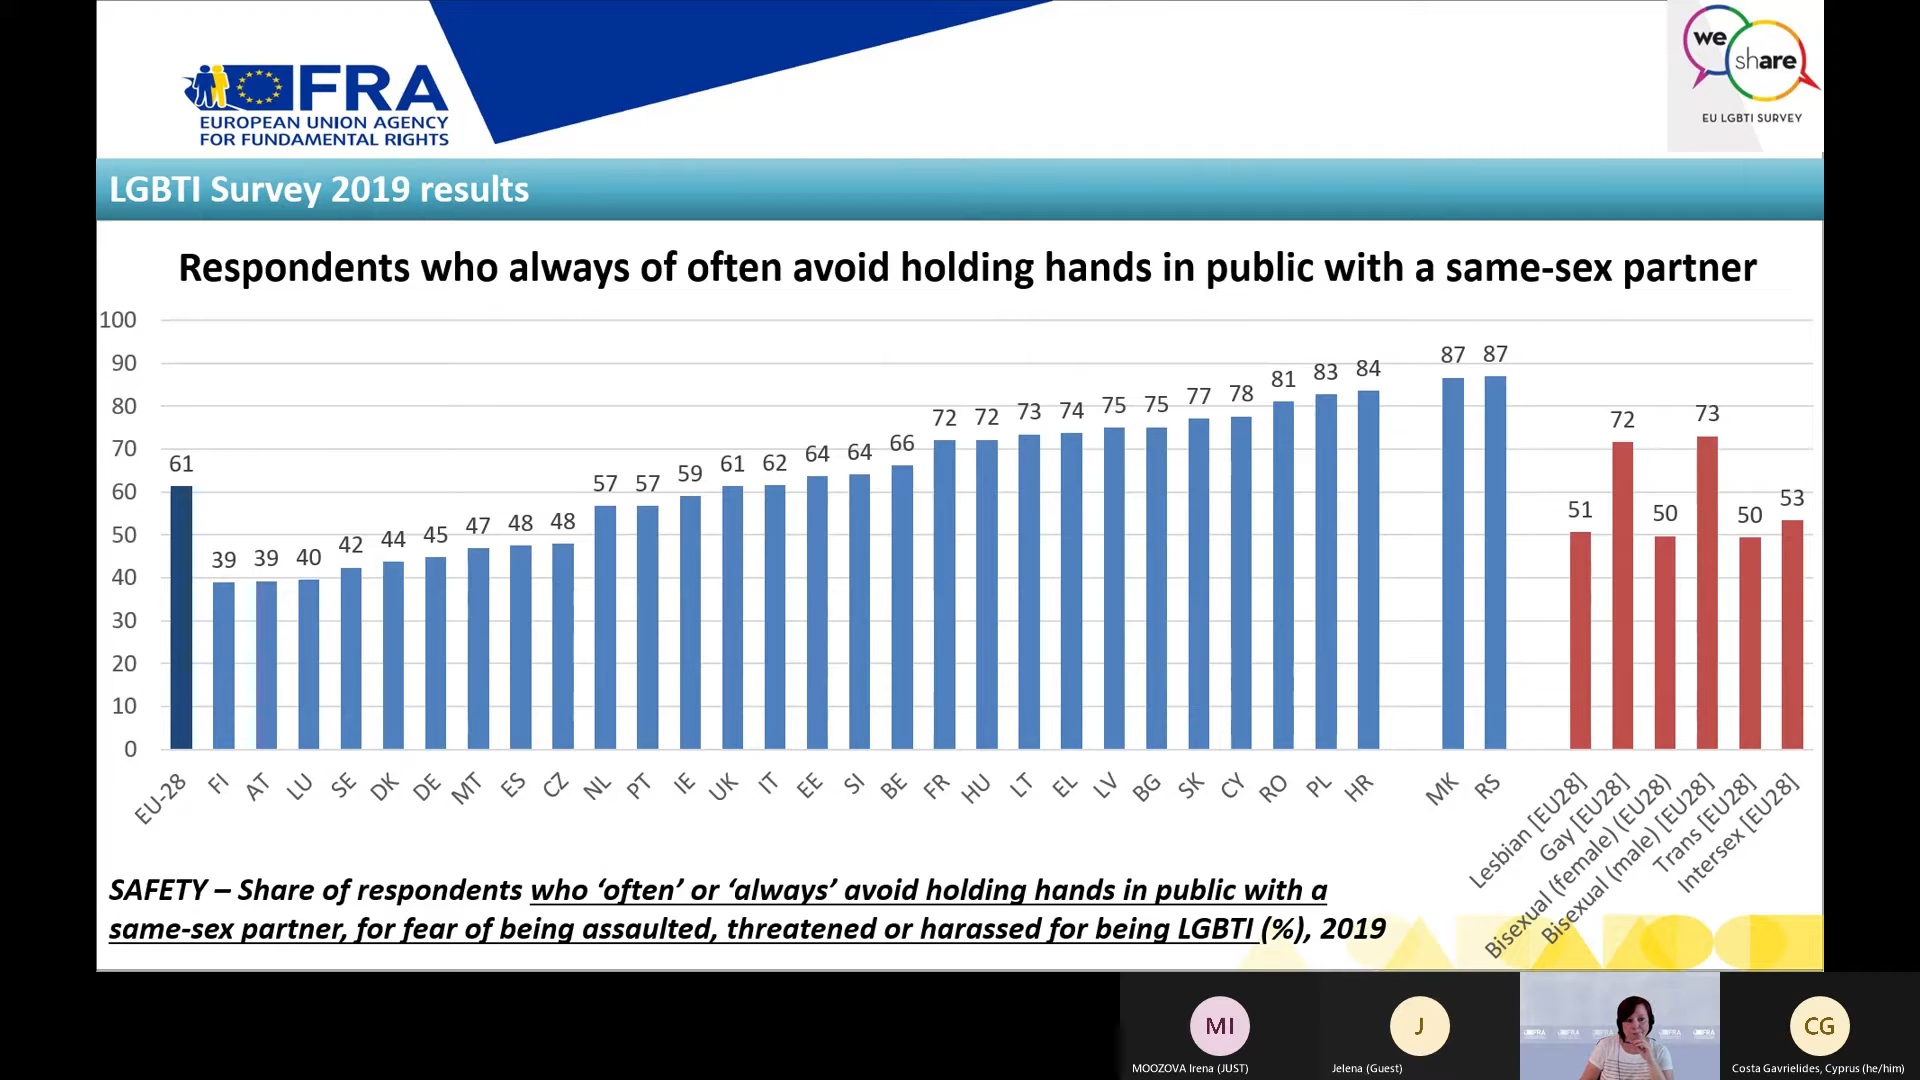 FRA
EUROPEAN UNION AGENCY
FOR FUNDAMENTAL RIGHTS
we
share
EU LGBTI SURVEY
LGBTI Survey 2019 results
Respondents who always of often avoid holding hands in public with a same-sex partner
100
90
80
70
60
50
40
30
20
10
0
61 39 39 40 42 44 45 47 48 48 57 57 59 61 62 64 64 66 72 72 73 74 75 75 77 78 81 83 84 87 87 51 72 50 73 50 53
EU-28 FI AT LU SE DK DE MT ES CZ NL PT IE UK IT EE SI BE FR HU LT EL LV BG SK CY RO PL HR MK RS
Lesbian [EU28]
Gay [EU28]
Bisexual (female) (EU28)
Bisexual (male) [EU28]
Trans [EU28]
Intersex [EU28]
SAFETY – Share of respondents who ‘often’ or ‘always’ avoid holding hands in public with a
same-sex partner, for fear of being assaulted, threatened or harassed for being LGBTI (%), 2019
MI
J
CG
MOOZOVA Irena (JUST)
Jelena (Guest)
Costa Gavrielides, Cyprus (he/him)